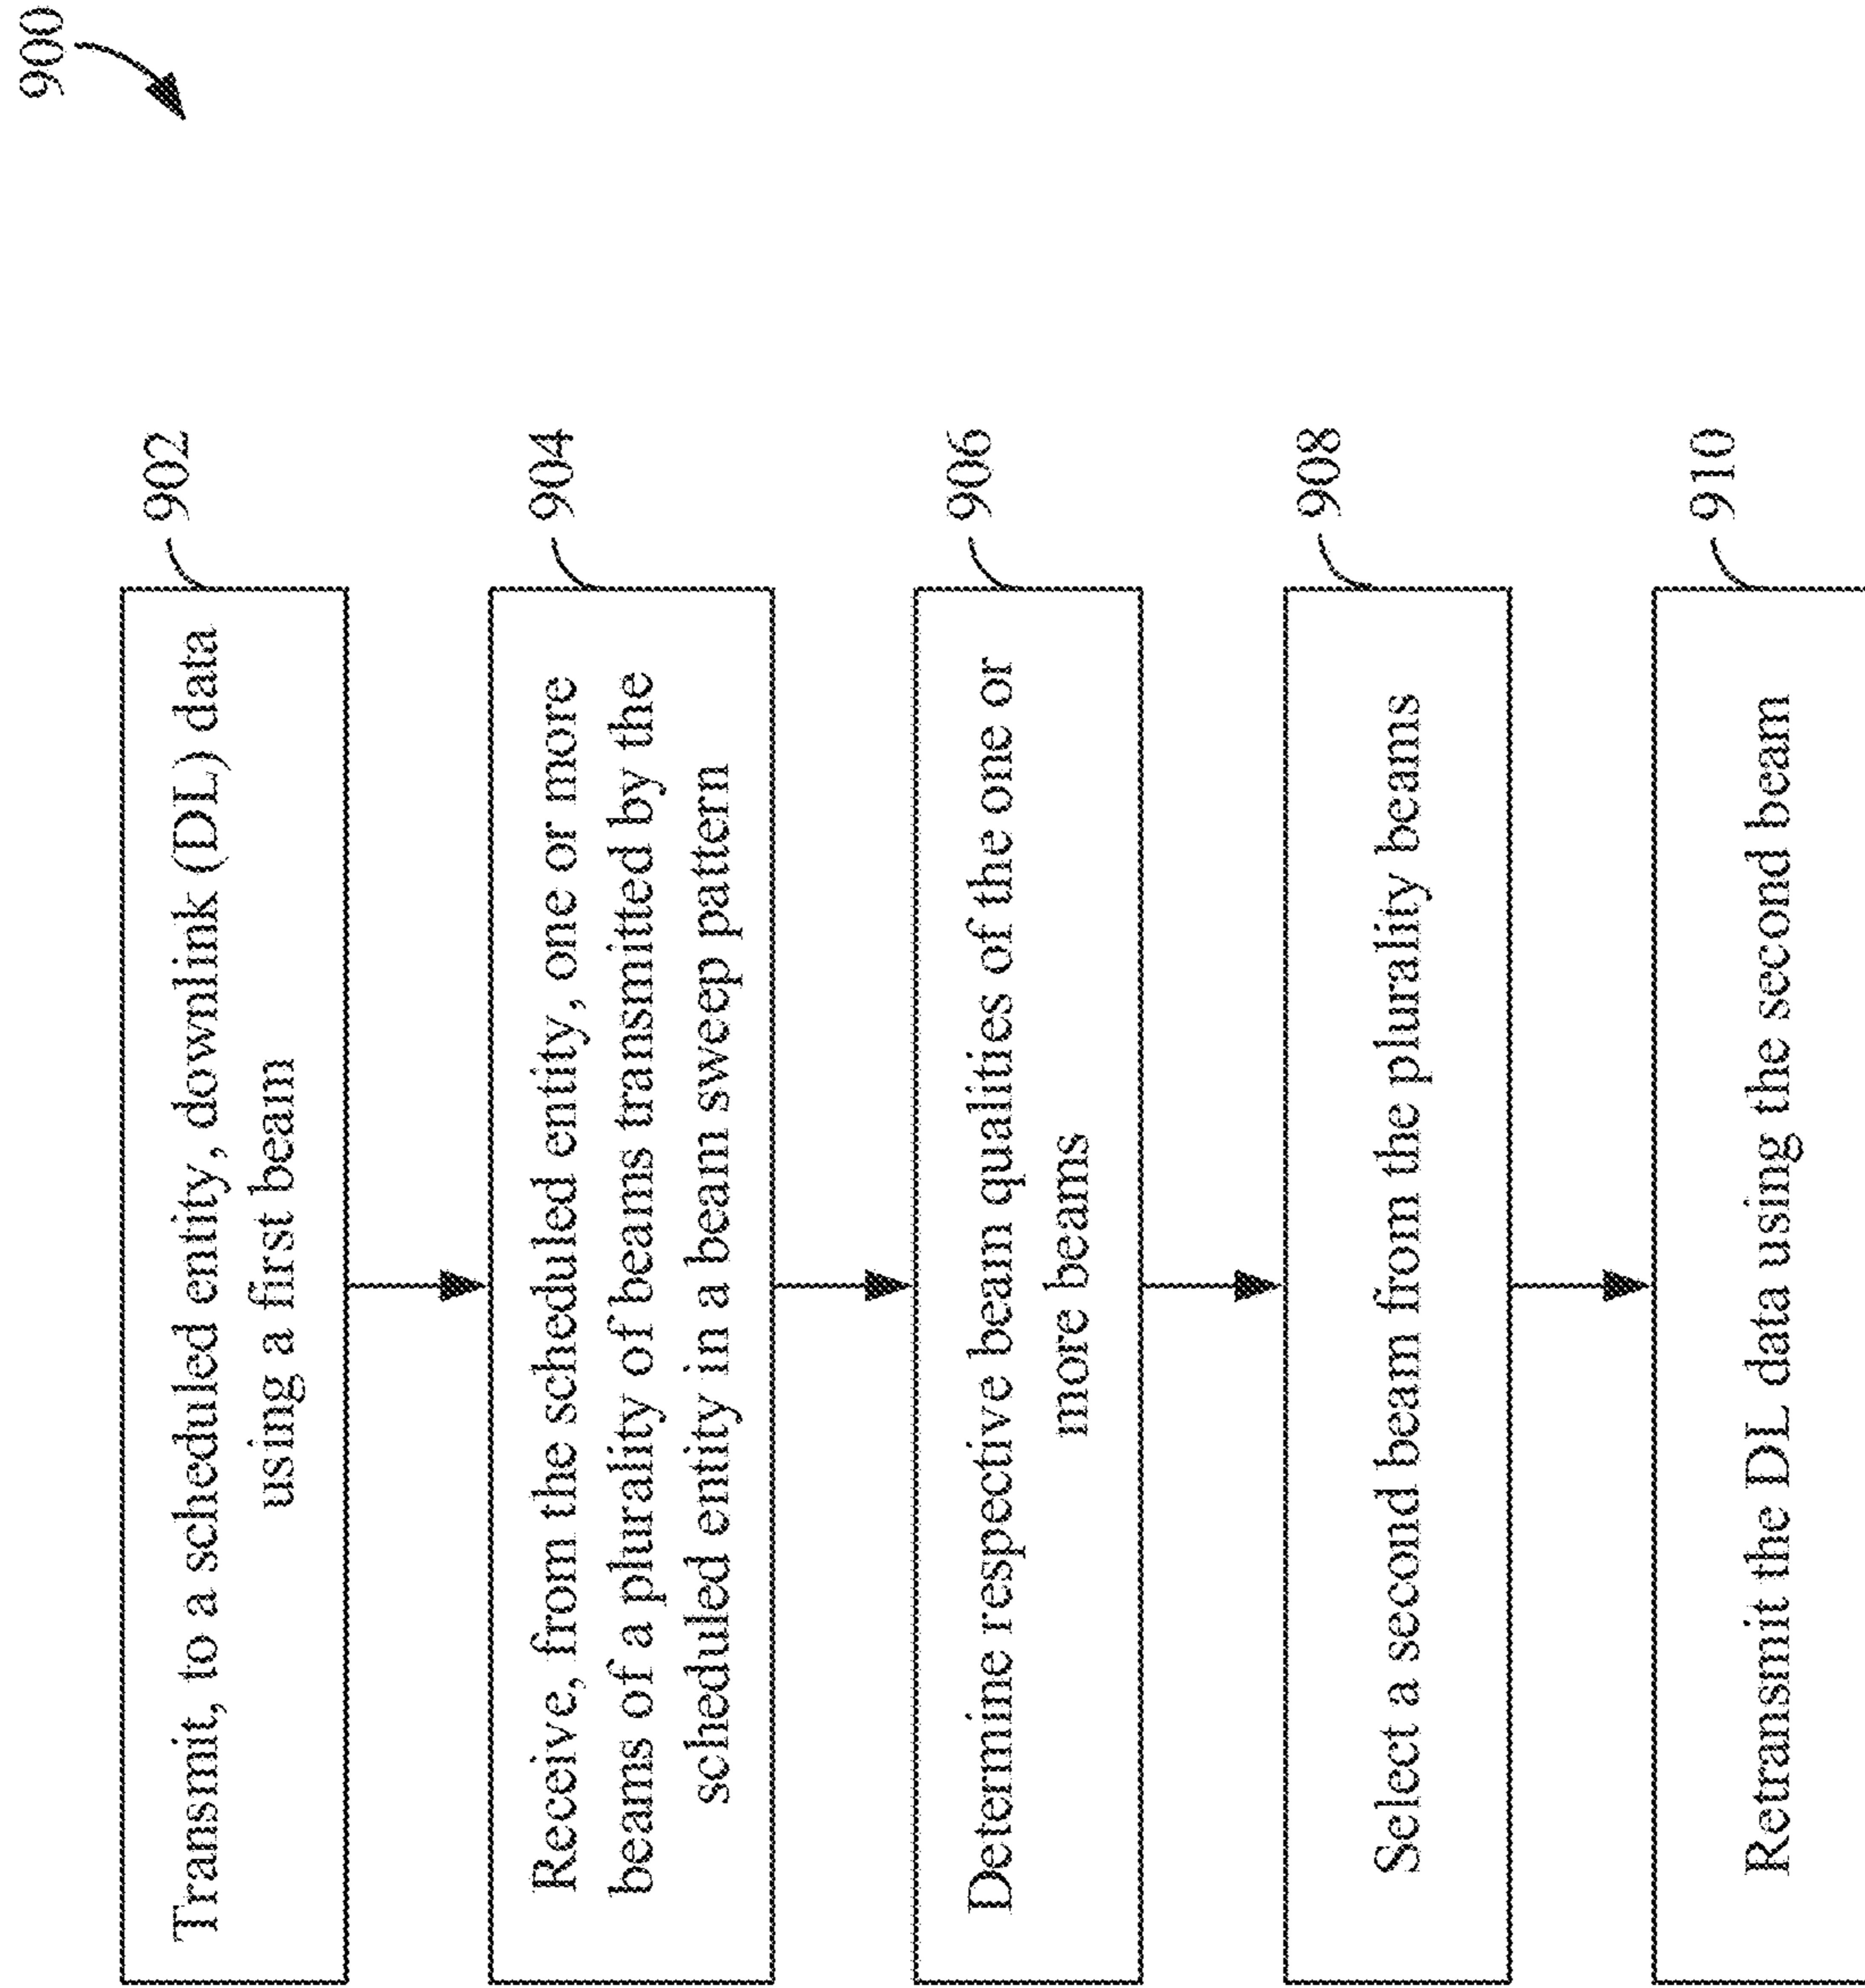 900
Transmit, to a scheduled entity, downlink (DL) data
using a first beam
902
Receive, from the scheduled entity, one or more
beams of a plurality of beams transmitted by the
scheduled entity in a beam sweep pattern
904
Determine respective beam qualities of the one or
more beams
906
Select a second beam from the plurality beams
908
Retransmit the DL data using the second beam
910